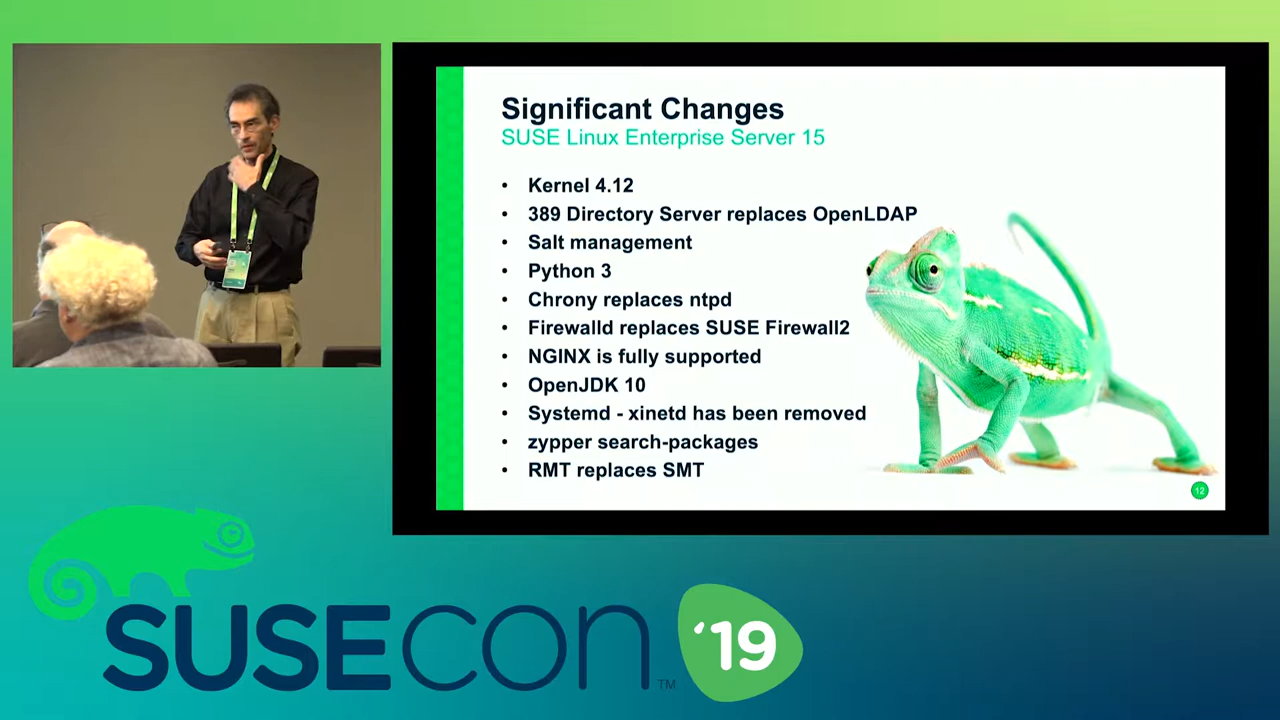 Significant Changes
SUSE Linux Enterprise Server 15
• Kernel 4.12
• 389 Directory Server replaces OpenLDAP
• Salt management
• Python 3
• Chrony replaces ntpd
• Firewalld replaces SUSE Firewall2
• NGINX is fully supported
• OpenJDK 10
• Systemd - xinetd has been removed
• zypper search-packages
• RMT replaces SMT
12
SUSECON ™ '19